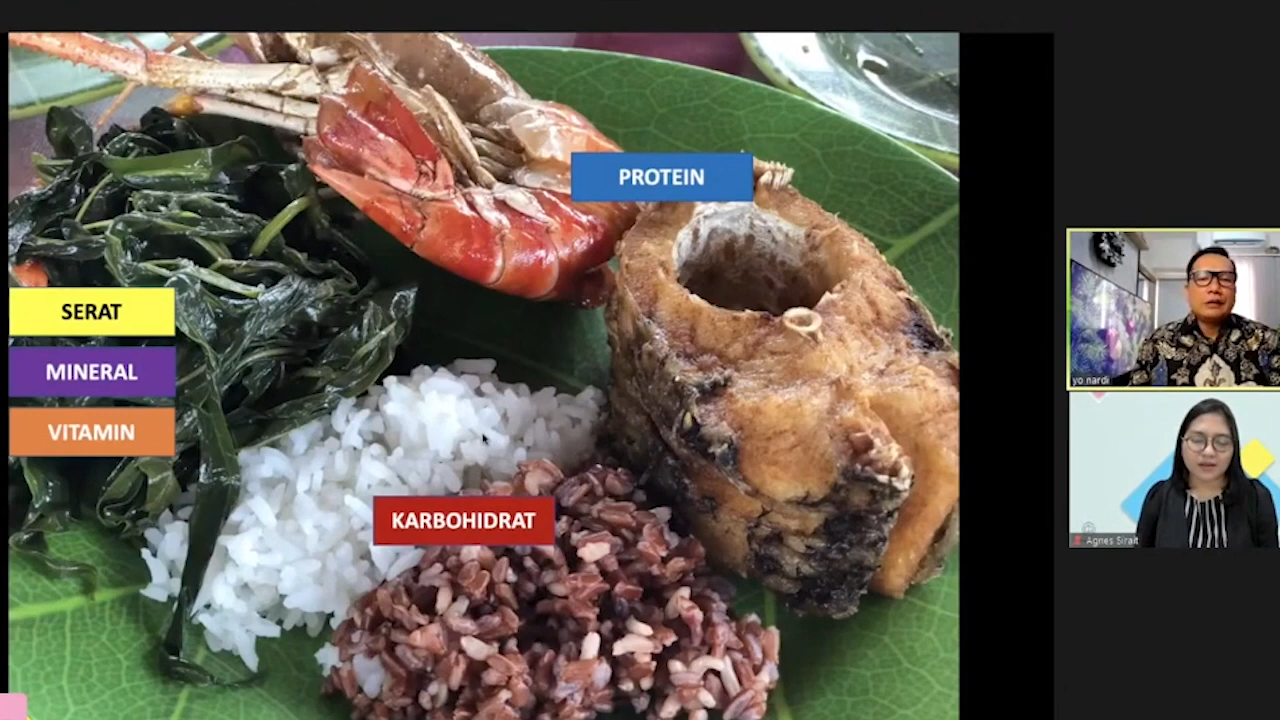 PROTEIN
SERAT
MINERAL
VITAMIN
KARBOHIDRAT
yo nardi
Agnes Sirait